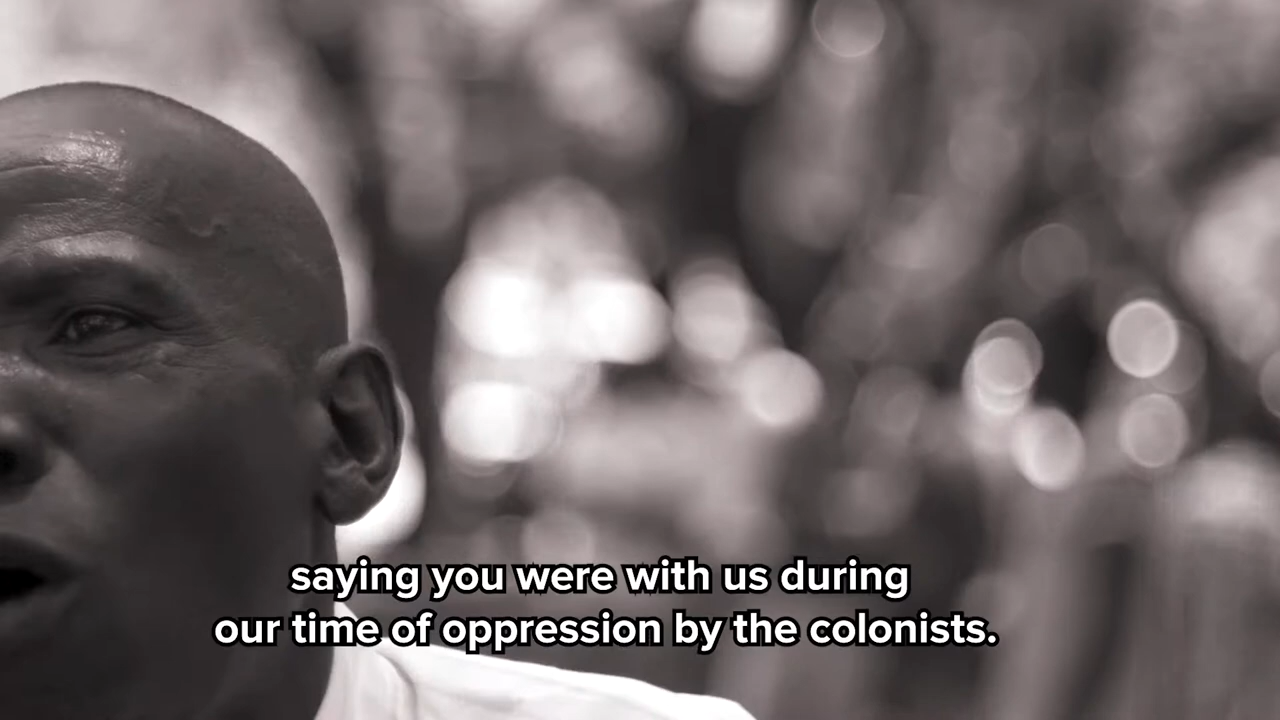 saying you were with us during
our time of oppression by the colonists.